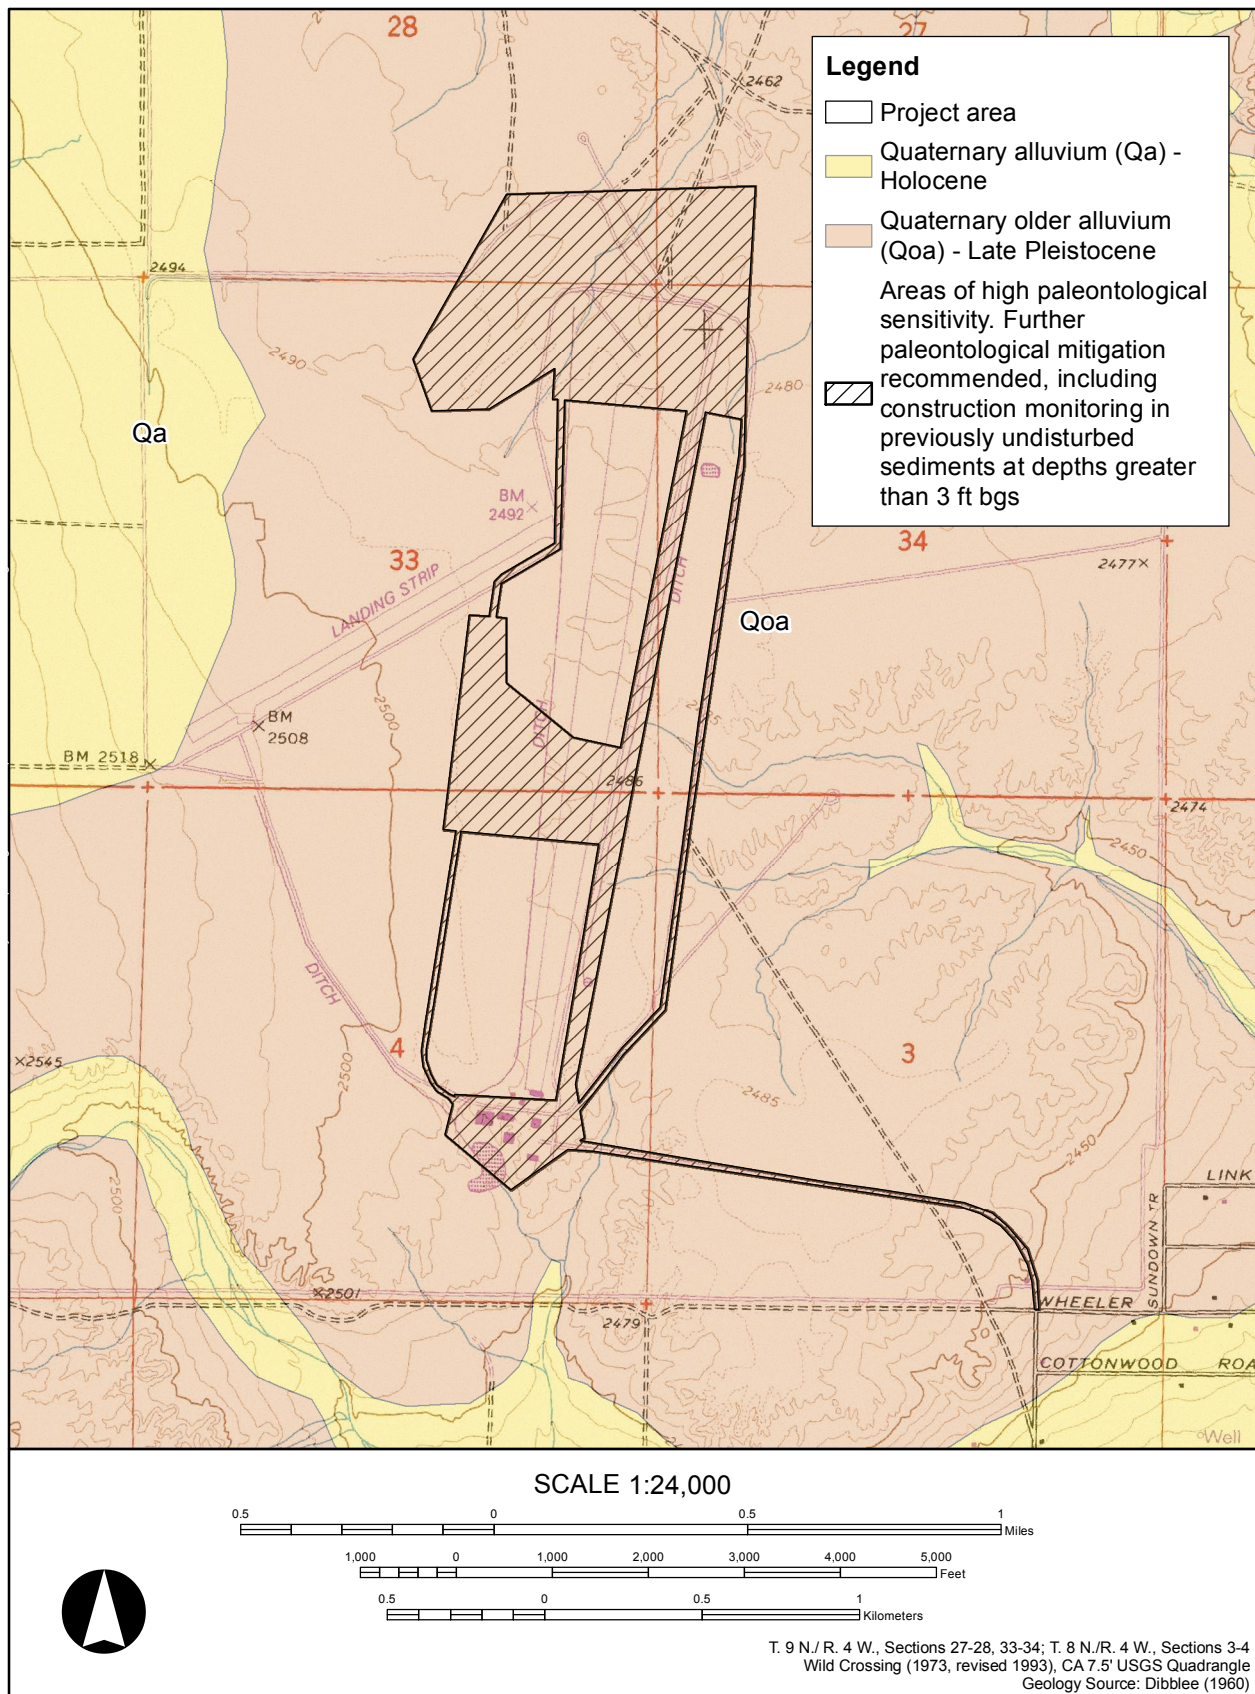 28
27
2462
Legend
Project area
Quaternary alluvium (Qa) -
Holocene
Quaternary older alluvium
(Qoa) - Late Pleistocene
Areas of high paleontological
sensitivity. Further
paleontological mitigation
recommended, including
construction monitoring in
previously undisturbed
sediments at depths greater
than 3 ft bgs
2494
2490
2480
Qa
BM
2492
33
34
2477
LANDING STRIP
DITCH
Qoa
2500
BM
2508
DITCH
BM 2518
2486
2474
2450
DITCH
4
3
2545
2500
2485
2450
2500
LINK
SUNDOWN TR
2501
WHEELER
2479
COTTONWOOD ROA
Well
SCALE 1:24,000
0.5 0 0.5 1
Miles
1,000 0 1,000 2,000 3,000 4,000 5,000
Feet
0.5 0 0.5 1
Kilometers
T. 9 N./ R. 4 W., Sections 27-28, 33-34; T. 8 N./R. 4 W., Sections 3-4
Wild Crossing (1973, revised 1993), CA 7.5' USGS Quadrangle
Geology Source: Dibblee (1960)